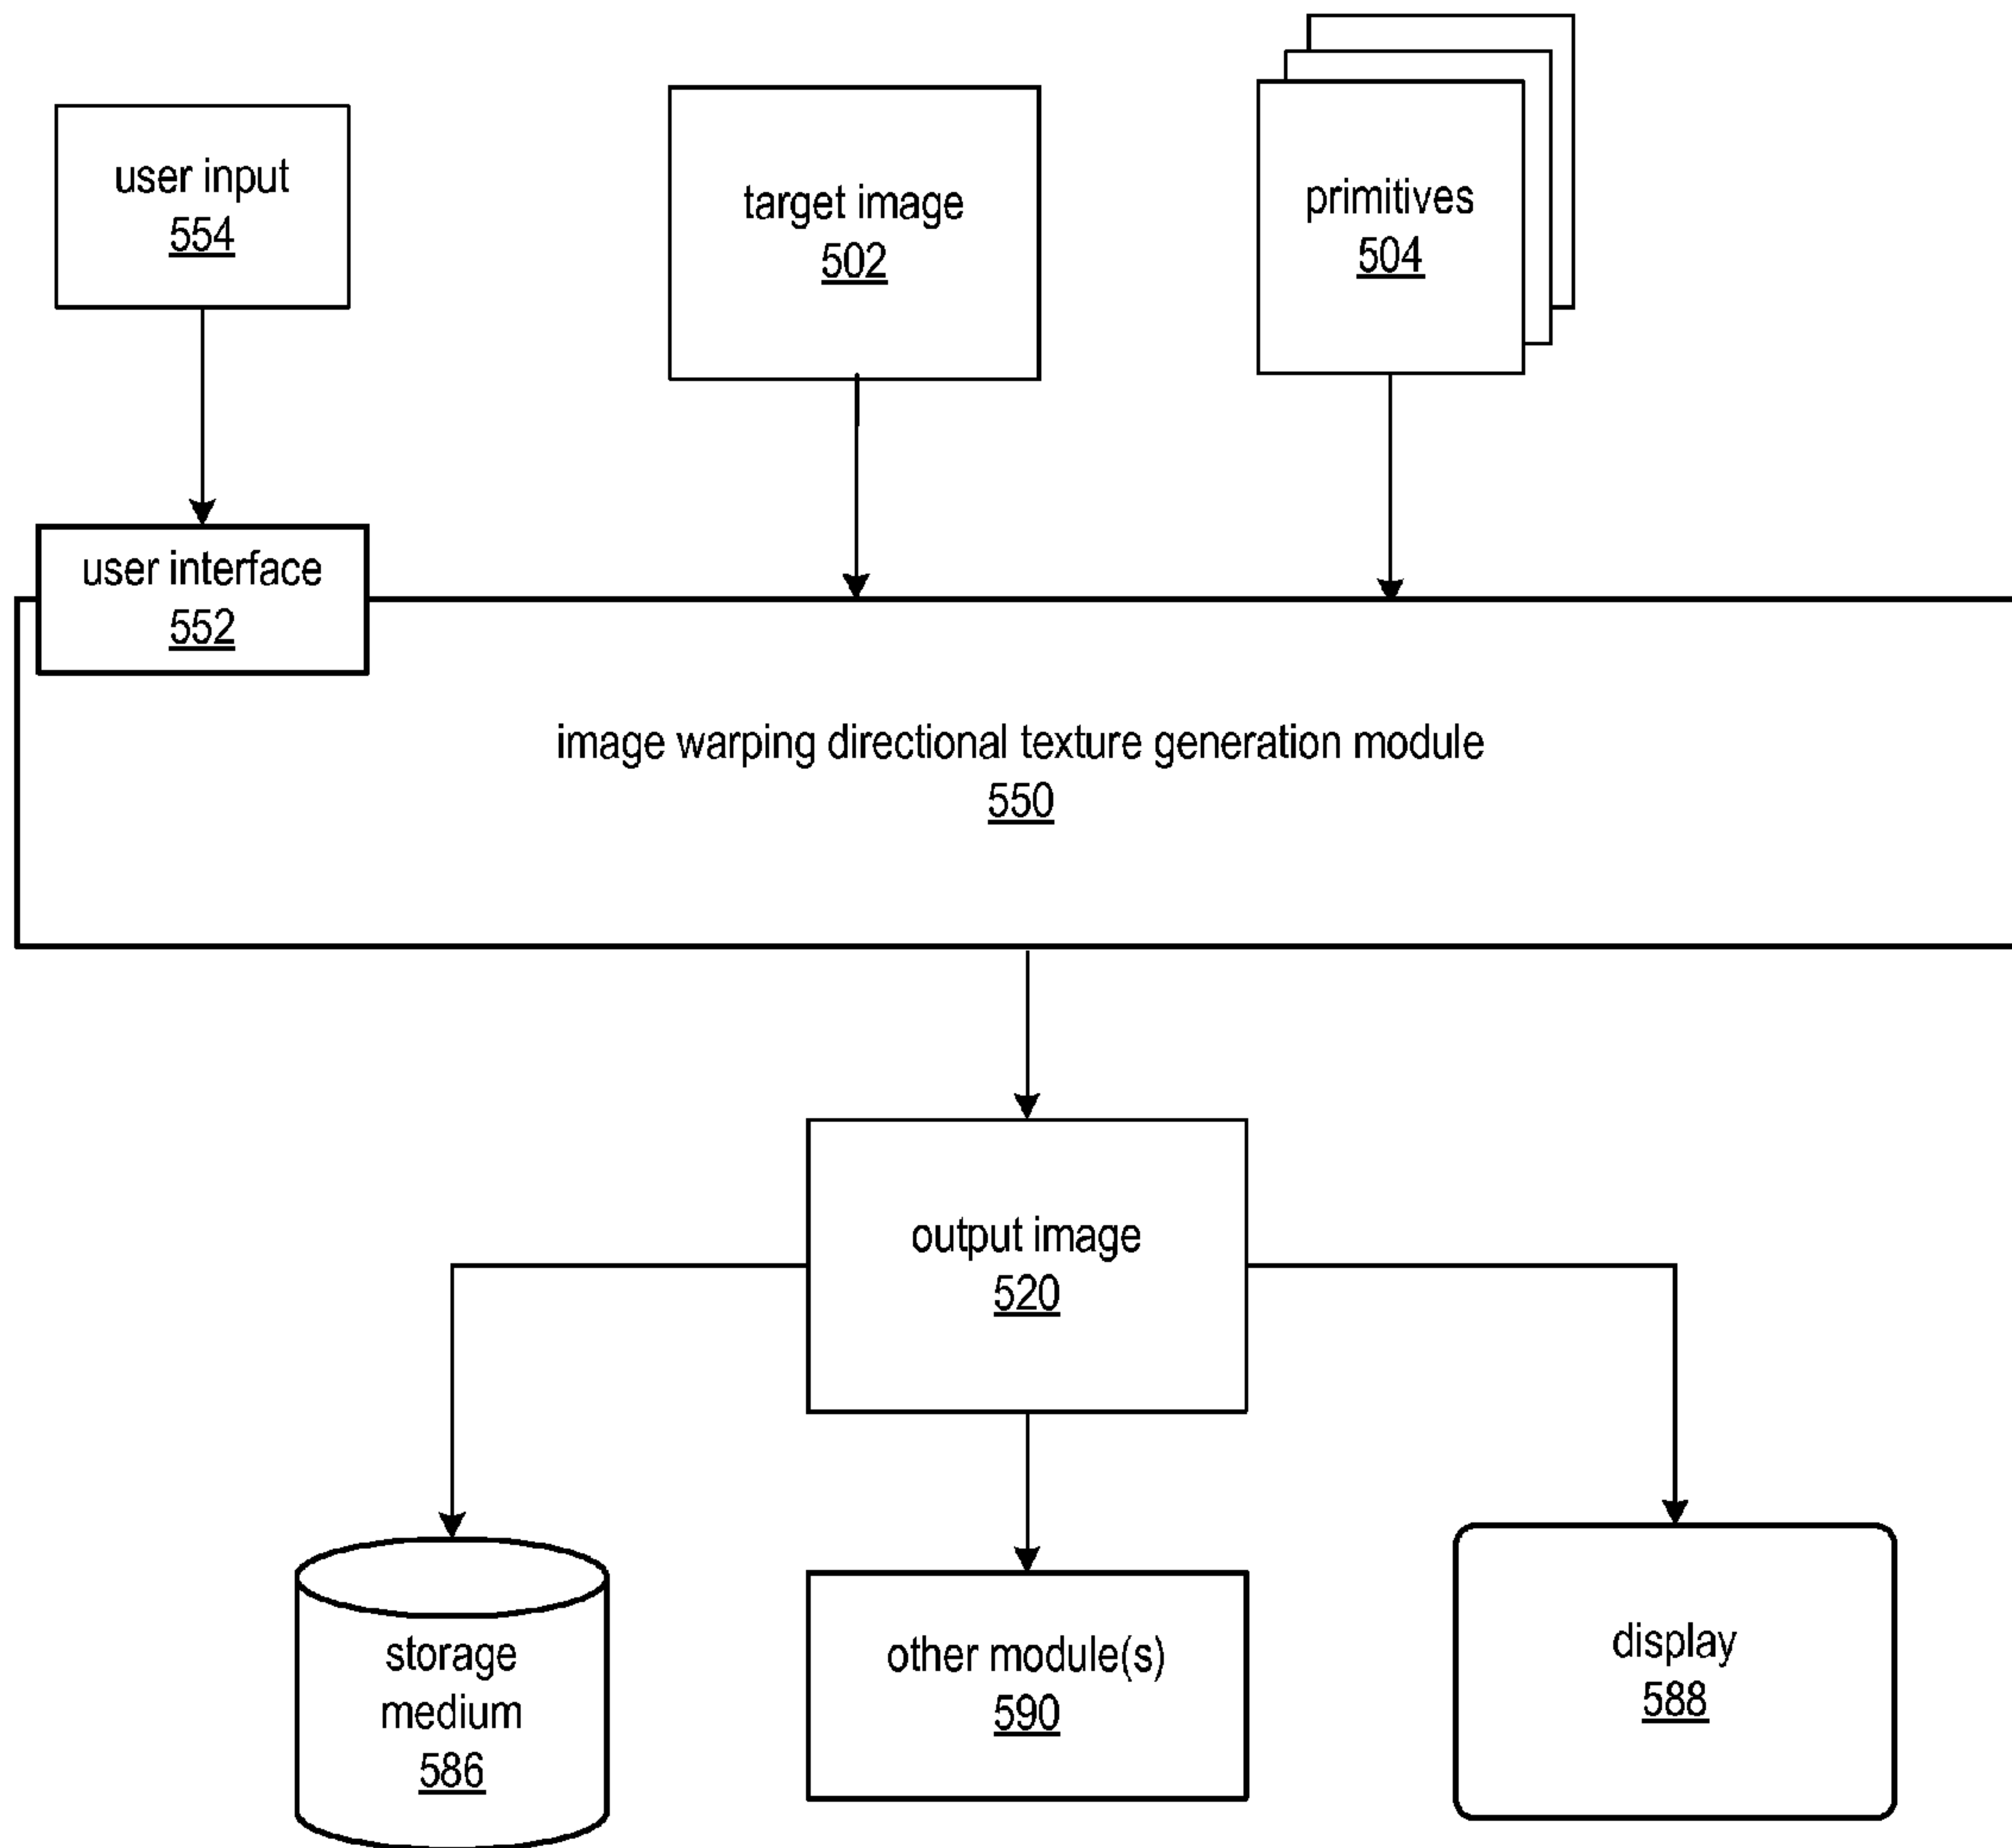 user input
554
target image
502
primitives
504
user interface
552
image warping directional texture generation module
550
output image
520
storage
medium
586
other module(s)
590
display
588